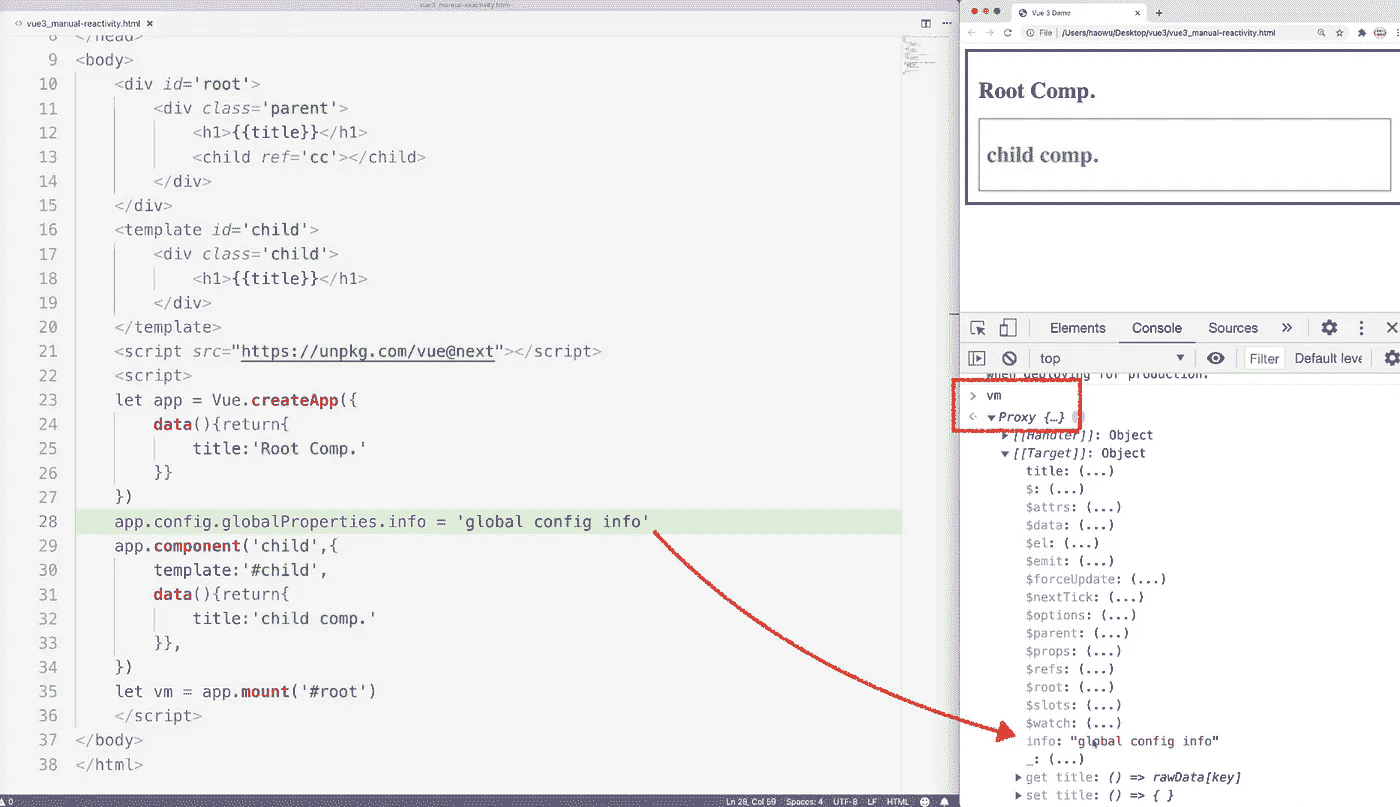 vue3_manual-reactivity.html
vue3_manual-reactivity.html
8 </head>
9 <body>
10 <div id='root'>
11 <div class='parent'>
12 <h1>{{title}}</h1>
13 <child ref='cc'></child>
14 </div>
15 </div>
16 <template id='child'>
17 <div class='child'>
18 <h1>{{title}}</h1>
19 </div>
20 </template>
21 <script src="https://unpkg.com/vue@next"></script>
22 <script>
23 let app = Vue.createApp({
24 data(){return{
25 title:'Root Comp.'
26 }}
27 })
28 app.config.globalProperties.info = 'global config info'
29 app.component('child',{
30 template:'#child',
31 data(){return{
32 title:'child comp.'
33 }},
34 })
35 let vm = app.mount('#root')
36 </script>
37 </body>
38 </html>
0
Ln 28, Col 59 Spaces: 4 UTF-8 LF HTML
Vue 3 Demo
File /Users/haowu/Desktop/vue3/vue3_manual-reactivity.html
Root Comp.
child comp.
Elements Console Sources »
top Filter Default leve
when deploying for production.
> vm
Proxy {…}
[[Handler]]: Object
[[Target]]: Object
title: (...)
$: (...)
$attrs: (...)
$data: (...)
$el: (...)
$emit: (...)
$forceUpdate: (...)
$nextTick: (...)
$options: (...)
$parent: (...)
$props: (...)
$refs: (...)
$root: (...)
$slots: (...)
$watch: (...)
info: "global config info"
_: (...)
get title: () => rawData[key]
set title: () => { }